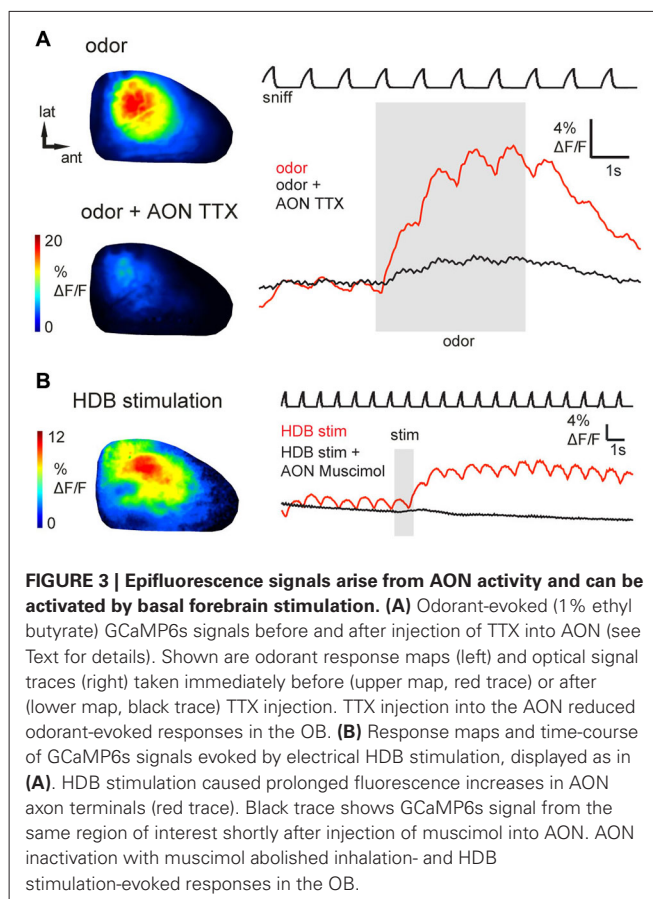 A
odor
lat
ant
sniff
4%
ΔF/F
1s
odor
odor +
AON TTX
odor + AON TTX
20
%
ΔF/F
0
odor
B
HDB stimulation
12
%
ΔF/F
0
HDB stim
HDB stim +
AON Muscimol
stim
4%
ΔF/F
1s
FIGURE 3 | Epifluorescence signals arise from AON activity and can be
activated by basal forebrain stimulation. (A) Odorant-evoked (1% ethyl
butyrate) GCaMP6s signals before and after injection of TTX into AON (see
Text for details). Shown are odorant response maps (left) and optical signal
traces (right) taken immediately before (upper map, red trace) or after
(lower map, black trace) TTX injection. TTX injection into the AON reduced
odorant-evoked responses in the OB. (B) Response maps and time-course
of GCaMP6s signals evoked by electrical HDB stimulation, displayed as in
(A). HDB stimulation caused prolonged fluorescence increases in AON
axon terminals (red trace). Black trace shows GCaMP6s signal from the
same region of interest shortly after injection of muscimol into AON. AON
inactivation with muscimol abolished inhalation- and HDB
stimulation-evoked responses in the OB.